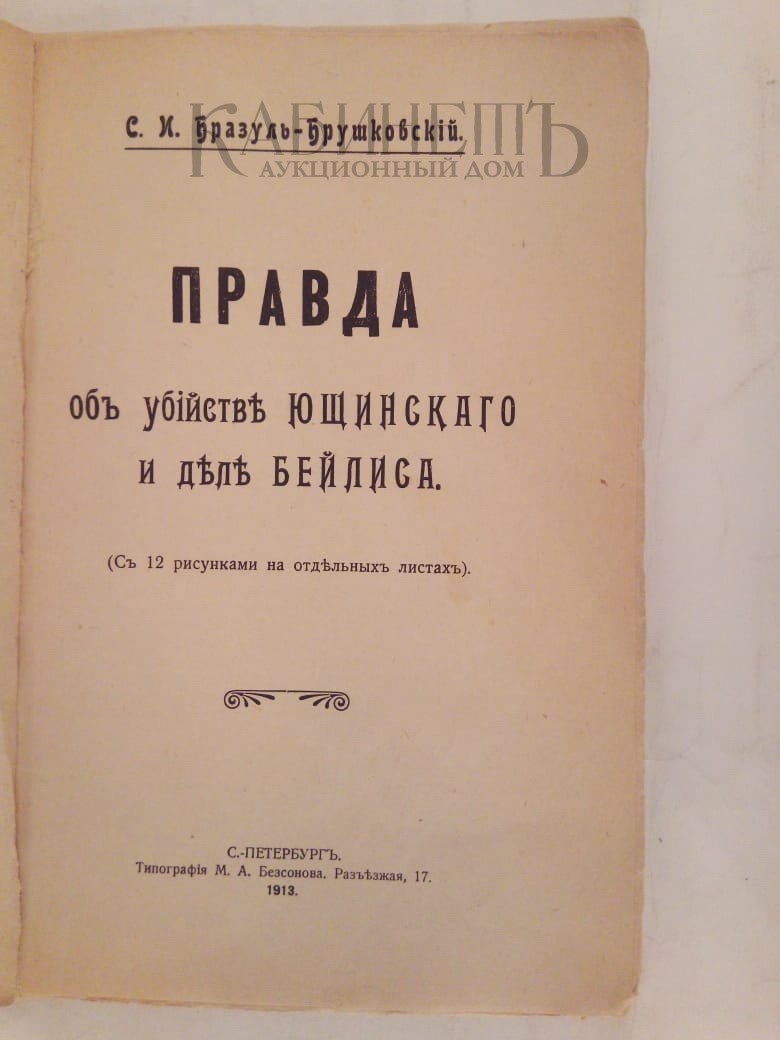 КАБИНЕТЪ
АУКЦИОННЫЙ ДОМ
С. И. Бразуль-Брушковскій.
ПРАВДА
объ убійствѣ ЮЩИНСКАГО
и дѣлѣ БЕЙЛИСА.
(Съ 12 рисунками на отдѣльныхъ листахъ).
С.-ПЕТЕРБУРГЪ.
Типографія М. А. Безсонова. Разъѣзжая, 17.
1913.